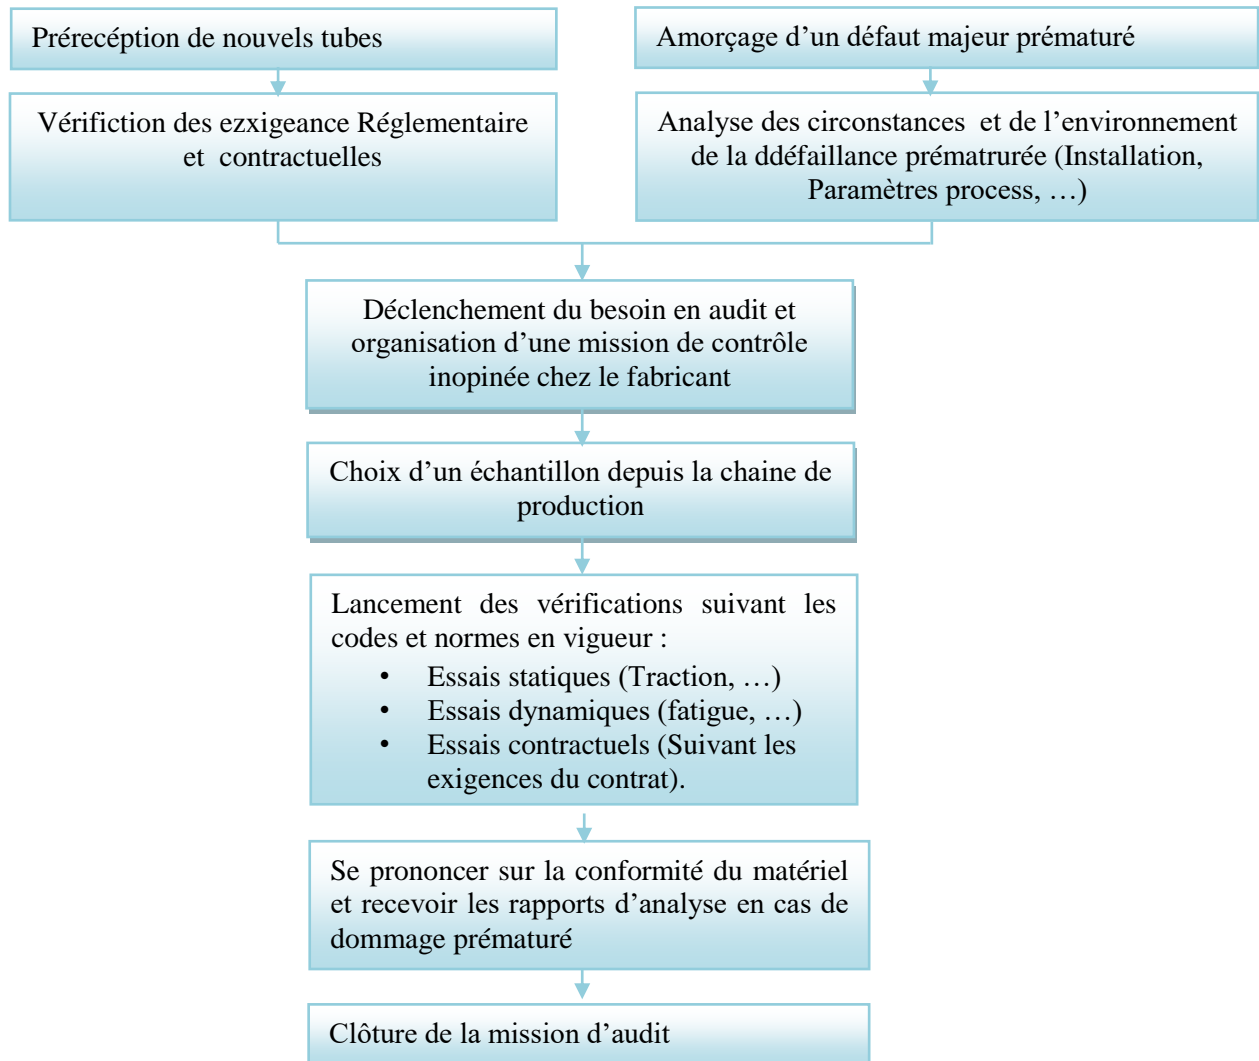 Prérecéption de nouvels tubes
Amorçage d’un défaut majeur prématuré
Vérifiction des ezxigeance Réglementaire
et contractuelles
Analyse des circonstances et de l’environnement
de la ddéfaillance prématrurée (Installation,
Paramètres process, …)
Déclenchement du besoin en audit et
organisation d’une mission de contrôle
inopinée chez le fabricant
Choix d’un échantillon depuis la chaine de
production
Lancement des vérifications suivant les
codes et normes en vigueur :
• Essais statiques (Traction, …)
• Essais dynamiques (fatigue, …)
• Essais contractuels (Suivant les
exigences du contrat).
Se prononcer sur la conformité du matériel
et recevoir les rapports d’analyse en cas de
dommage prématuré
Clôture de la mission d’audit